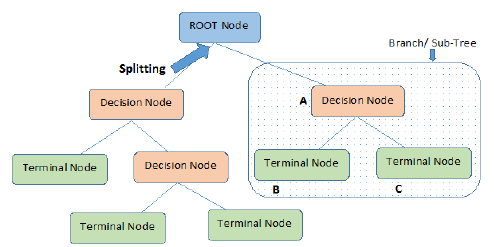 ROOT Node
Branch/ Sub-Tree
Splitting
Decision Node
A
Decision Node
Terminal Node
Decision Node
Terminal Node
Terminal Node
B
C
Terminal Node
Terminal Node